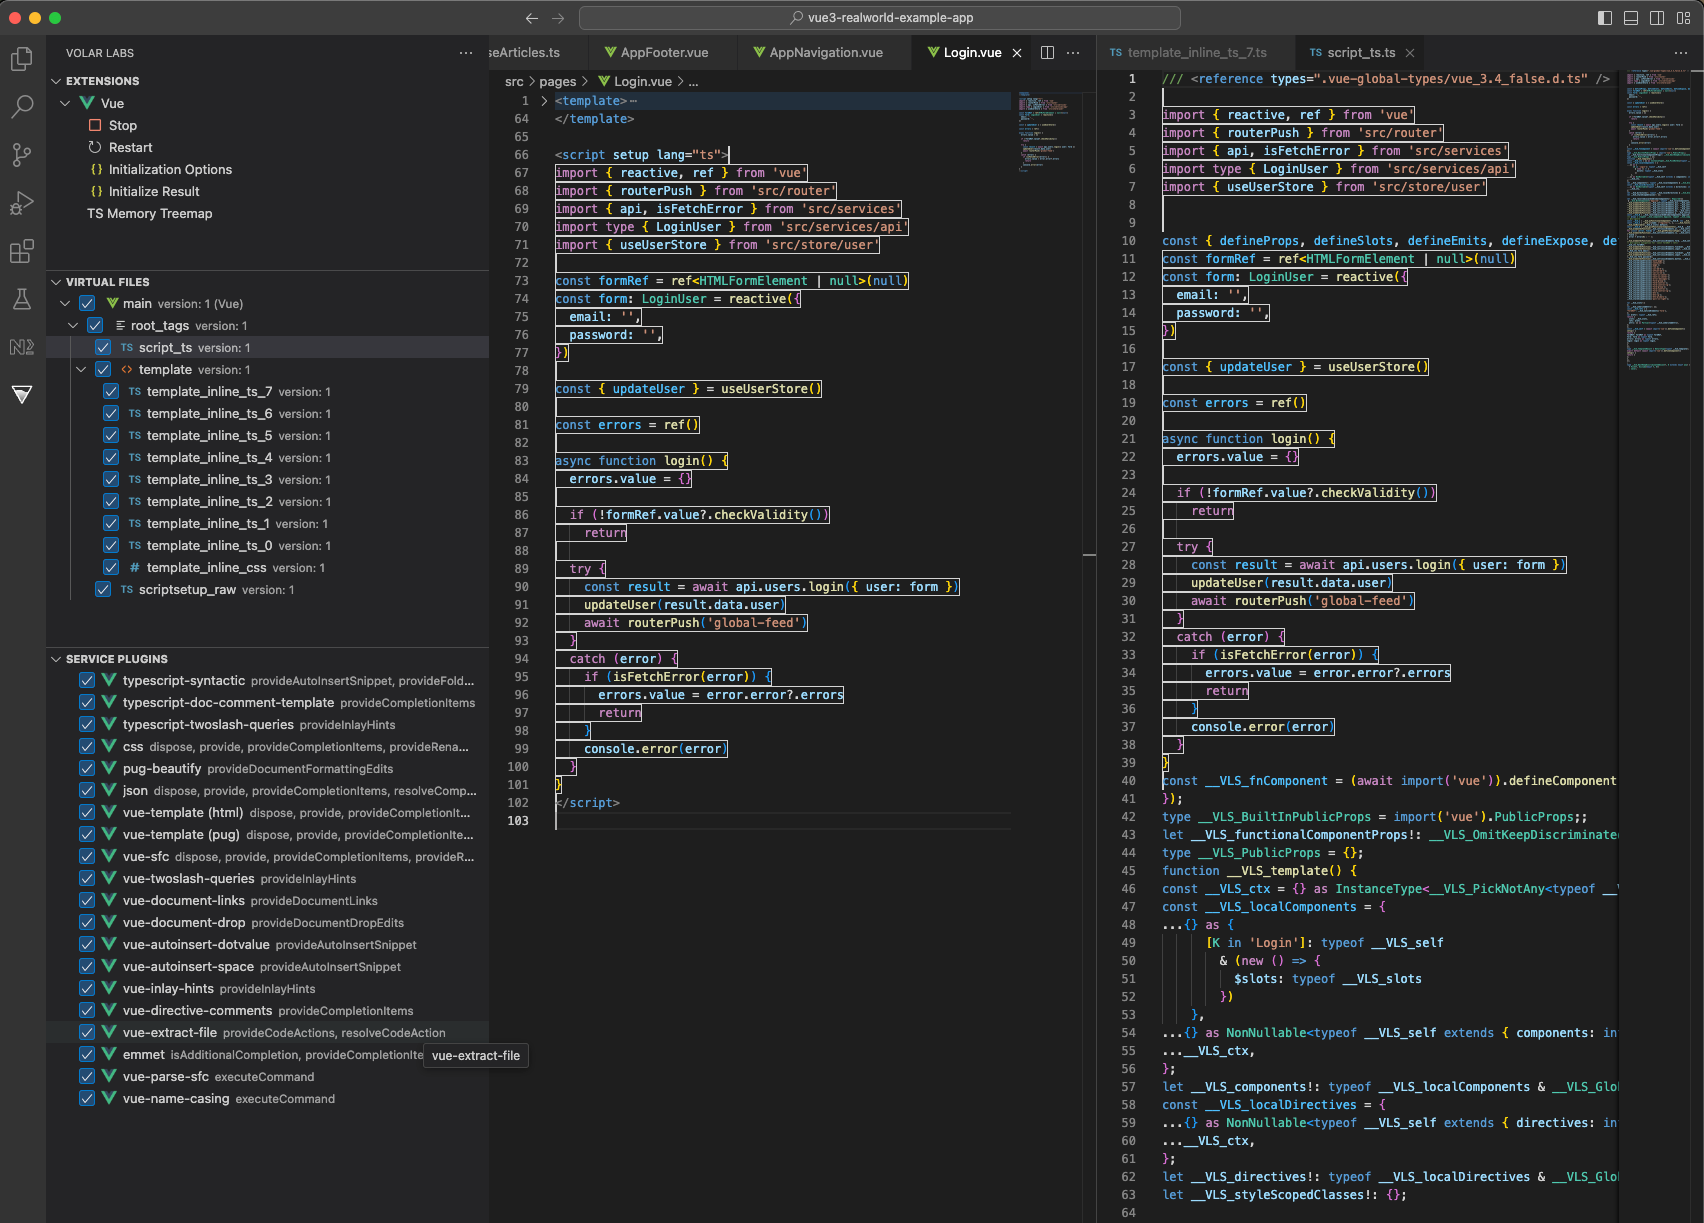 vue3-realworld-example-app
VOLAR LABS
EXTENSIONS
Vue
Stop
Restart
{} Initialization Options
{} Initialize Result
TS Memory Treemap
VIRTUAL FILES
main version: 1 (Vue)
root_tags version: 1
TS script_ts version: 1
<> template version: 1
TS template_inline_ts_7 version: 1
TS template_inline_ts_6 version: 1
TS template_inline_ts_5 version: 1
TS template_inline_ts_4 version: 1
TS template_inline_ts_3 version: 1
TS template_inline_ts_2 version: 1
TS template_inline_ts_1 version: 1
TS template_inline_ts_0 version: 1
# template_inline_css version: 1
TS scriptsetup_raw version: 1
SERVICE PLUGINS
typescript-syntactic provideAutoInsertSnippet, provideFold...
typescript-doc-comment-template provideCompletionItems
typescript-twoslash-queries provideInlayHints
css dispose, provide, provideCompletionItems, provideRena...
pug-beautify provideDocumentFormattingEdits
json dispose, provide, provideCompletionItems, resolveComp...
vue-template (html) dispose, provide, provideCompletionIt...
vue-template (pug) dispose, provide, provideCompletionIte...
vue-sfc dispose, provide, provideCompletionItems, provideR...
vue-twoslash-queries provideInlayHints
vue-document-links provideDocumentLinks
vue-document-drop provideDocumentDropEdits
vue-autoinsert-dotvalue provideAutoInsertSnippet
vue-autoinsert-space provideAutoInsertSnippet
vue-inlay-hints provideInlayHints
vue-directive-comments provideCompletionItems
vue-extract-file provideCodeActions, resolveCodeAction
emmet isAdditionalCompletion, provideCompletionIte
vue-extract-file
vue-parse-sfc executeCommand
vue-name-casing executeCommand
seArticles.ts AppFooter.vue AppNavigation.vue Login.vue
src > pages > Login.vue > ...
1 <template>⋯
64 </template>
65
66 <script setup lang="ts">
67 import { reactive, ref } from 'vue'
68 import { routerPush } from 'src/router'
69 import { api, isFetchError } from 'src/services'
70 import type { LoginUser } from 'src/services/api'
71 import { useUserStore } from 'src/store/user'
72
73 const formRef = ref<HTMLFormElement | null>(null)
74 const form: LoginUser = reactive({
75 email: '',
76 password: '',
77 })
78
79 const { updateUser } = useUserStore()
80
81 const errors = ref()
82
83 async function login() {
84 errors.value = {}
85
86 if (!formRef.value?.checkValidity())
87 return
88
89 try {
90 const result = await api.users.login({ user: form })
91 updateUser(result.data.user)
92 await routerPush('global-feed')
93 }
94 catch (error) {
95 if (isFetchError(error)) {
96 errors.value = error.error?.errors
97 return
98 }
99 console.error(error)
100 }
101 }
102 </script>
103
TS template_inline_ts_7.ts TS script_ts.ts
1 /// <reference types=".vue-global-types/vue_3.4_false.d.ts" />
2
3 import { reactive, ref } from 'vue'
4 import { routerPush } from 'src/router'
5 import { api, isFetchError } from 'src/services'
6 import type { LoginUser } from 'src/services/api'
7 import { useUserStore } from 'src/store/user'
8
9
10 const { defineProps, defineSlots, defineEmits, defineExpose, de
11 const formRef = ref<HTMLFormElement | null>(null)
12 const form: LoginUser = reactive({
13 email: '',
14 password: '',
15 })
16
17 const { updateUser } = useUserStore()
18
19 const errors = ref()
20
21 async function login() {
22 errors.value = {}
23
24 if (!formRef.value?.checkValidity())
25 return
26
27 try {
28 const result = await api.users.login({ user: form })
29 updateUser(result.data.user)
30 await routerPush('global-feed')
31 }
32 catch (error) {
33 if (isFetchError(error)) {
34 errors.value = error.error?.errors
35 return
36 }
37 console.error(error)
38 }
39 }
40 const __VLS_fnComponent = (await import('vue')).defineComponent
41 });
42 type __VLS_BuiltInPublicProps = import('vue').PublicProps;;
43 let __VLS_functionalComponentProps!: __VLS_OmitKeepDiscriminate
44 type __VLS_PublicProps = {};
45 function __VLS_template() {
46 const __VLS_ctx = {} as InstanceType<__VLS_PickNotAny<typeof __V
47 const __VLS_localComponents = {
48 ...{} as {
49 [K in 'Login']: typeof __VLS_self
50 & (new () => {
51 $slots: typeof __VLS_slots
52 })
53 },
54 ...{} as NonNullable<typeof __VLS_self extends { components: in
55 ...__VLS_ctx,
56 };
57 let __VLS_components!: typeof __VLS_localComponents & __VLS_Glo
58 const __VLS_localDirectives = {
59 ...{} as NonNullable<typeof __VLS_self extends { directives: in
60 ...__VLS_ctx,
61 };
62 let __VLS_directives!: typeof __VLS_localDirectives & __VLS_Glo
63 let __VLS_styleScopedClasses!: {};
64